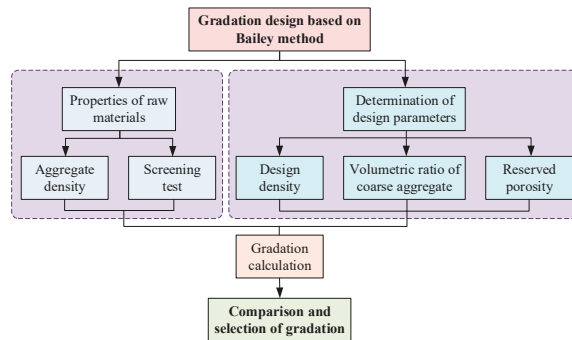 Gradation design based on
Bailey method
Properties of raw
materials
Determination of
design parameters
Aggregate
density
Screening
test
Design
density
Volumetric ratio of
coarse aggregate
Reserved
porosity
Gradation
calculation
Comparison and
selection of gradation